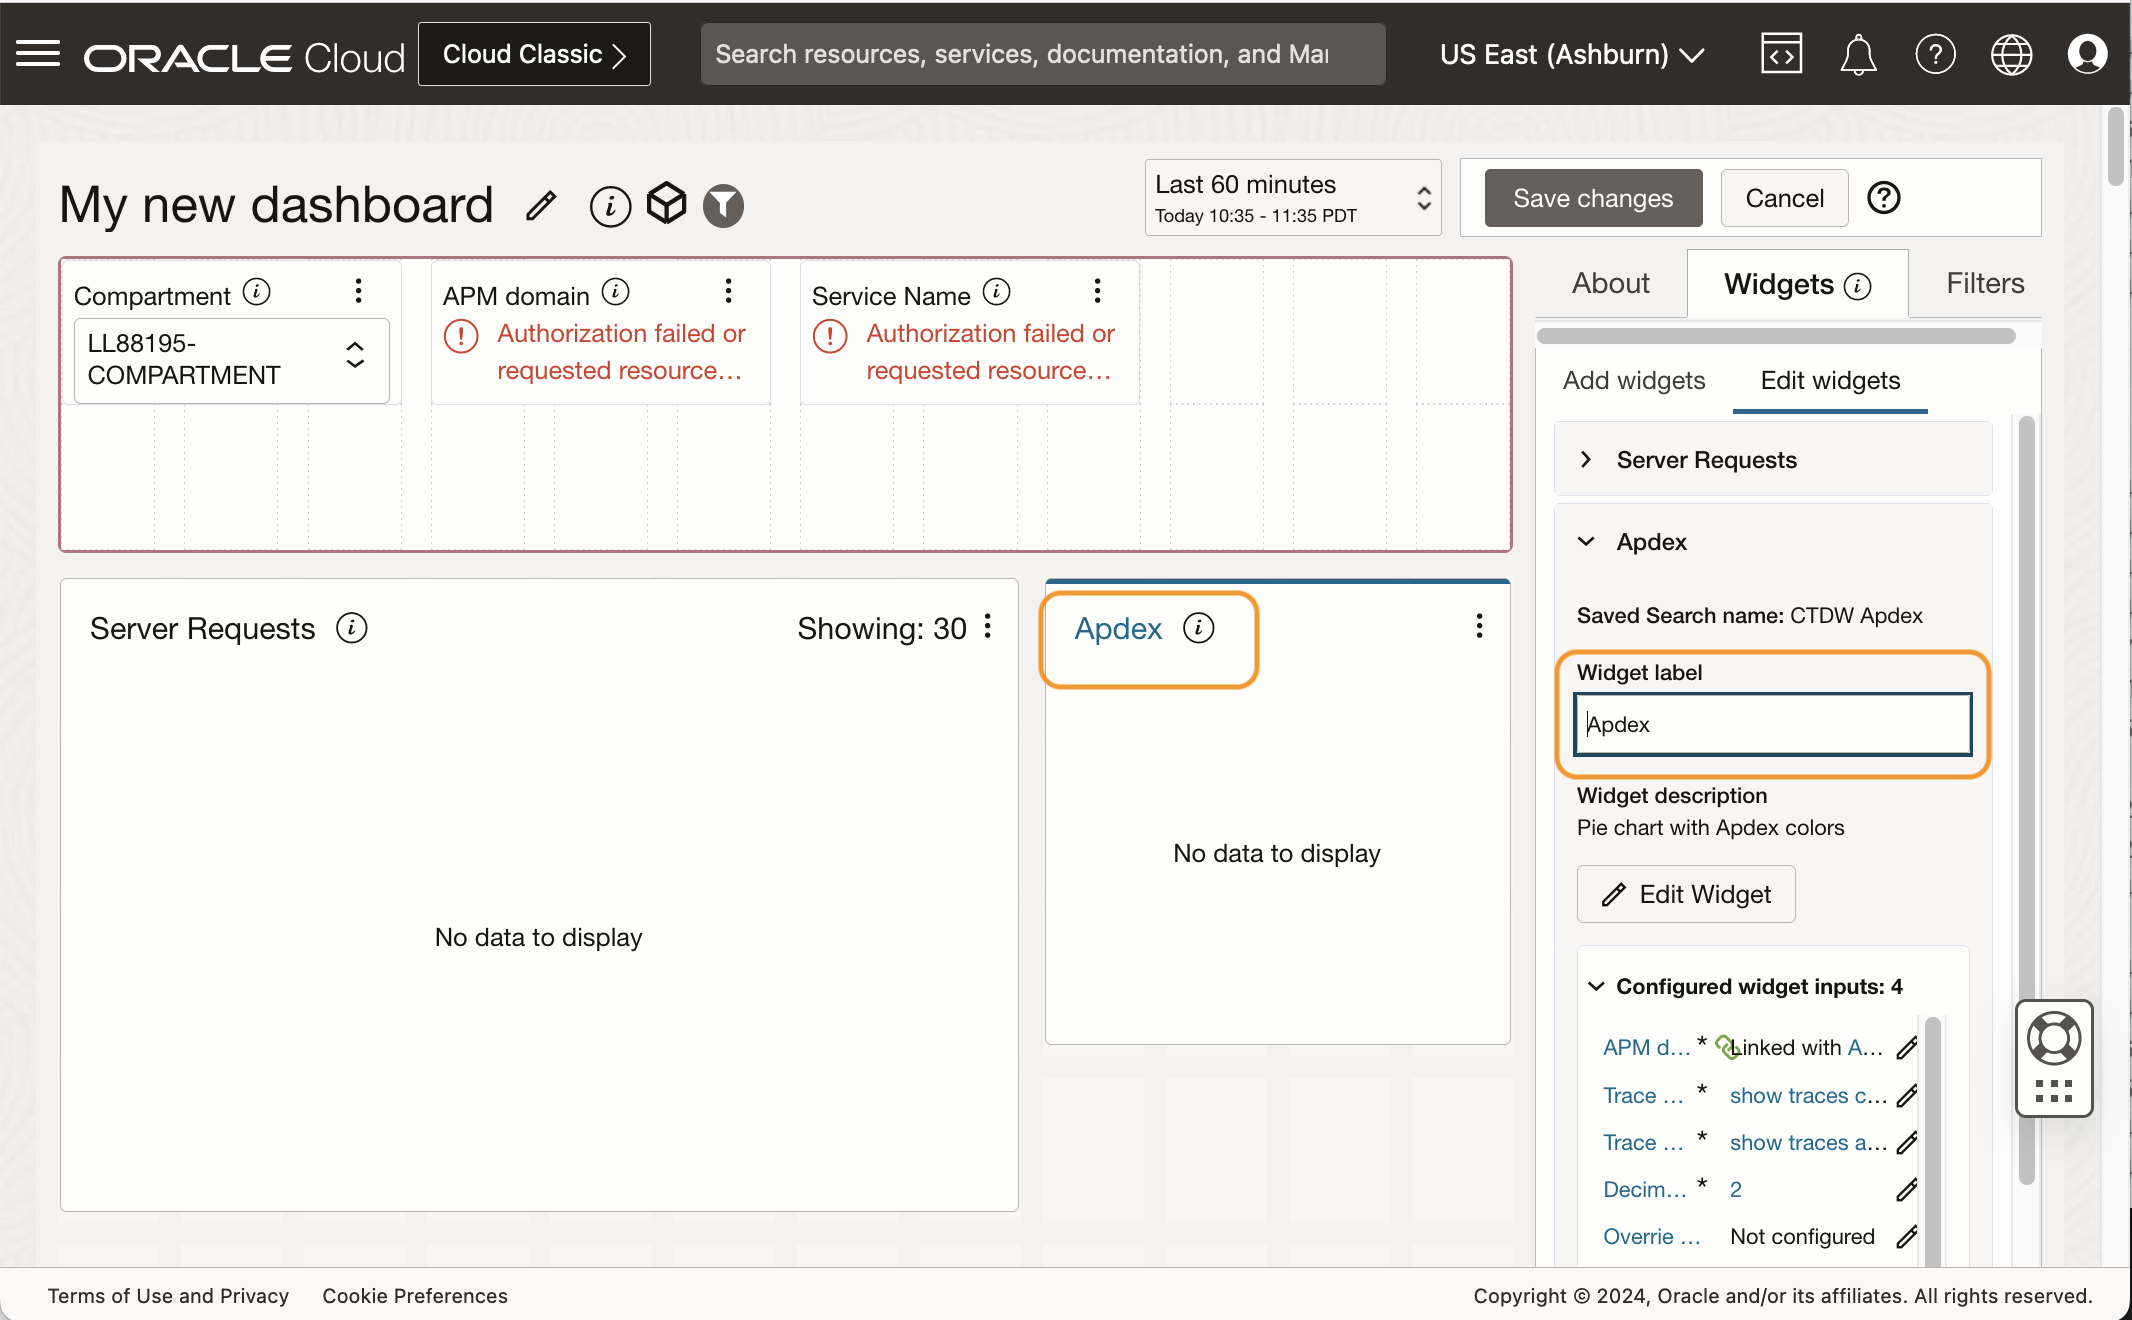 ORACLE Cloud
Cloud Classic
Search resources, services, documentation, and Mar
US East (Ashburn)
My new dashboard
Last 60 minutes
Today 10:35 - 11:35 PDT
Save changes
Cancel
Compartment
LL88195-
COMPARTMENT
APM domain
Authorization failed or
requested resource…
Service Name
Authorization failed or
requested resource…
About
Widgets
Filters
Add widgets
Edit widgets
Server Requests
Apdex
Saved Search name: CTDW Apdex
Widget label
Apdex
Widget description
Pie chart with Apdex colors
Edit Widget
Configured widget inputs: 4
APM d… * Linked with A…
Trace … * show traces c…
Trace … * show traces a…
Decim… * 2
Overrie … Not configured
Server Requests
Showing: 30
No data to display
Apdex
No data to display
Terms of Use and Privacy
Cookie Preferences
Copyright © 2024, Oracle and/or its affiliates. All rights reserved.